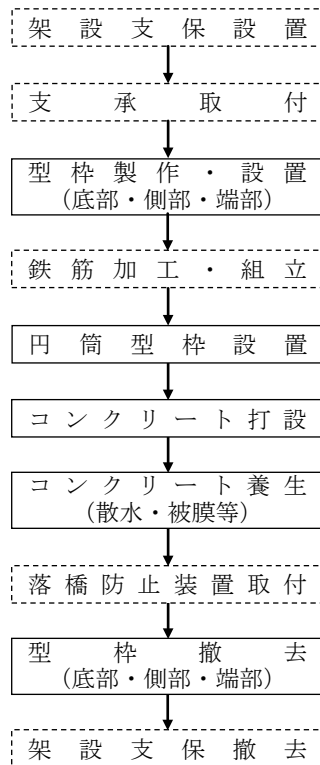 架設支保設置
支承取付
型枠製作・設置
(底部・側部・端部)
鉄筋加工・組立
円筒型枠設置
コンクリート打設
コンクリート養生
(散水・被膜等)
落橋防止装置取付
型枠撤去
(底部・側部・端部)
架設支保撤去